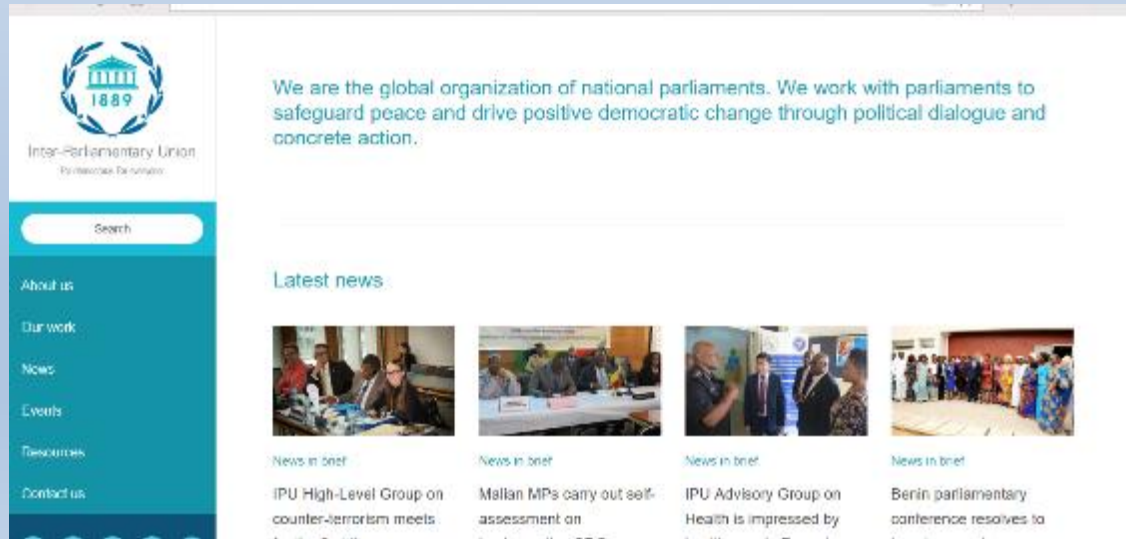 1889
Inter-Parliamentary Union
Search
About us
Our work
News
Events
Resources
Contact us
We are the global organization of national parliaments. We work with parliaments to
safeguard peace and drive positive democratic change through political dialogue and
concrete action.
Latest news
News in brief
IPU High-Level Group on
counter-terrorism meets
News in brief
Malian MPs carry out self-
assessment on
News in brief
IPU Advisory Group on
Health is impressed by
News in brief
Benin parliamentary
conference resolves to